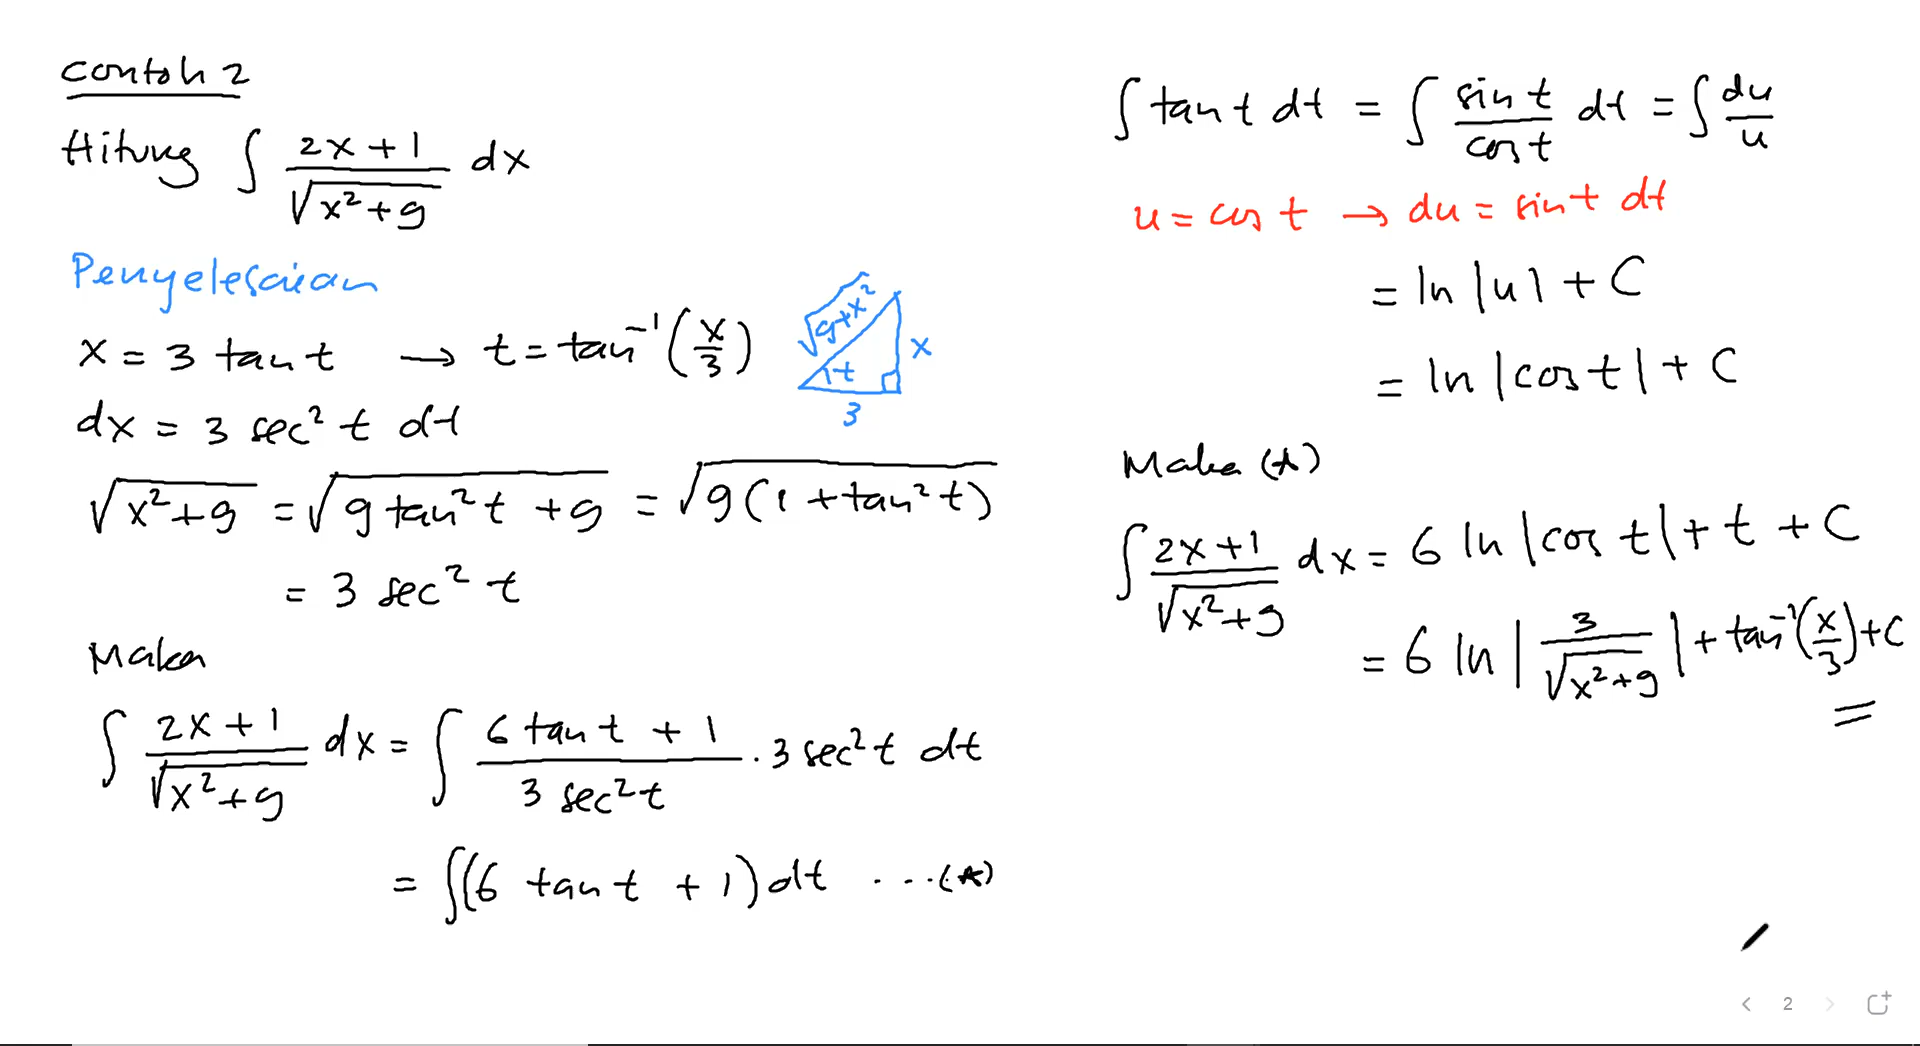 Contoh 2
Hitung ∫ (2x+1)/√(x²+9) dx
Penyelesaian
x = 3 tan t → t = tan⁻¹(x/3)
√(9+x²)
x
t
3
dx = 3 sec² t dt
√(x²+9) = √(9 tan² t + 9) = √(9(1+tan² t))
= 3 sec² t
Maka
∫ (2x+1)/√(x²+9) dx = ∫ (6 tan t + 1)/(3 sec² t) · 3 sec² t dt
= ∫(6 tan t + 1) dt ...(*)
∫ tan t dt = ∫ (sin t)/(cos t) dt = ∫ du/u
u = cos t → du = sin t dt
= ln |u| + C
= ln |cos t| + C
Maka (*)
∫ (2x+1)/√(x²+9) dx = 6 ln |cos t| + t + C
= 6 ln |3/√(x²+9)| + tan⁻¹(x/3) + C
2